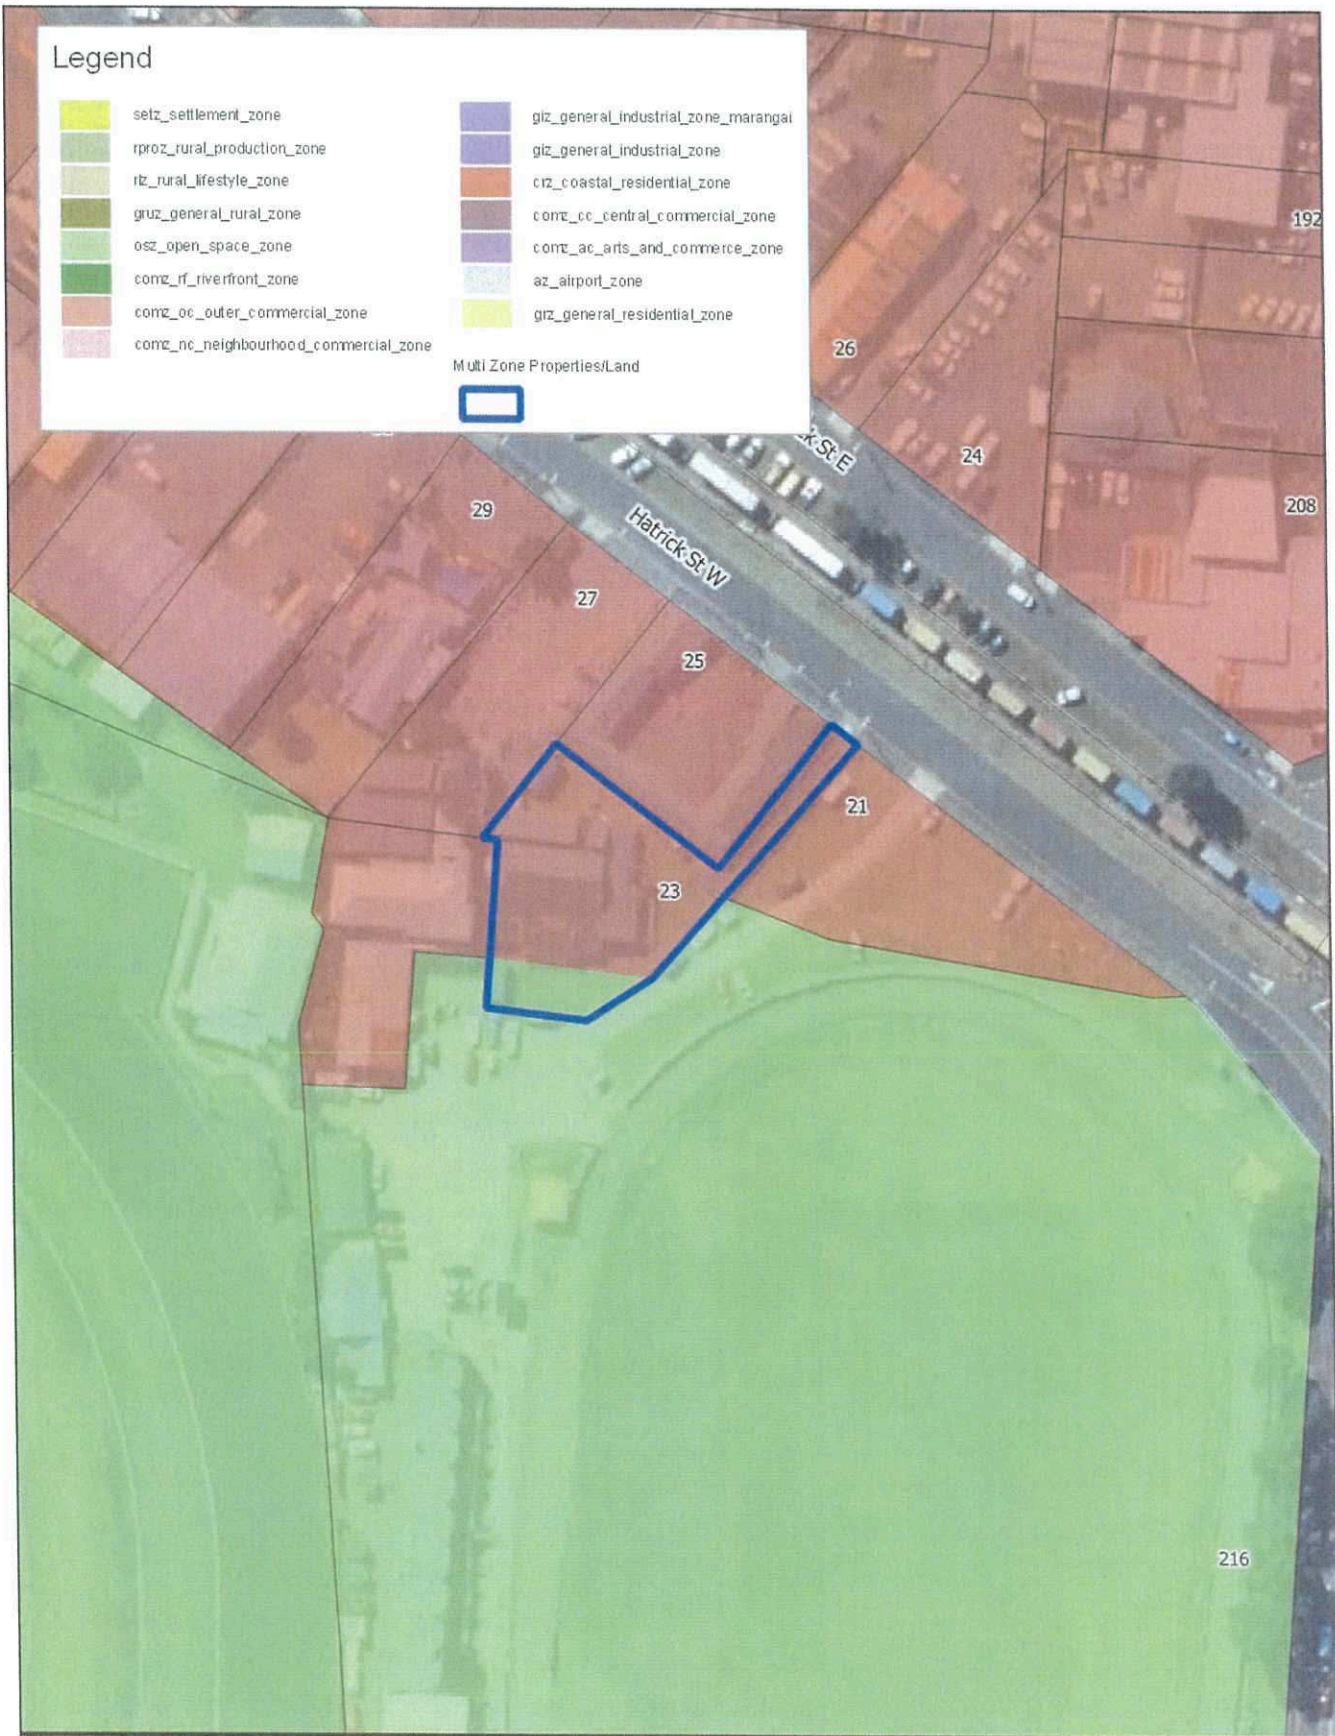 Legend
setz_settlement_zone
rproz_rural_production_zone
rlz_rural_lifestyle_zone
gruz_general_rural_zone
osz_open_space_zone
comz_rf_riverfront_zone
comz_oc_outer_commercial_zone
comz_nc_neighbourhood_commercial_zone
giz_general_industrial_zone_marangai
giz_general_industrial_zone
crz_coastal_residential_zone
comz_cc_central_commercial_zone
comz_ac_arts_and_commerce_zone
az_airport_zone
grz_general_residential_zone
Multi Zone Properties/Land
192
26
St E
24
208
29
Hatrick St W
27
25
21
23
216